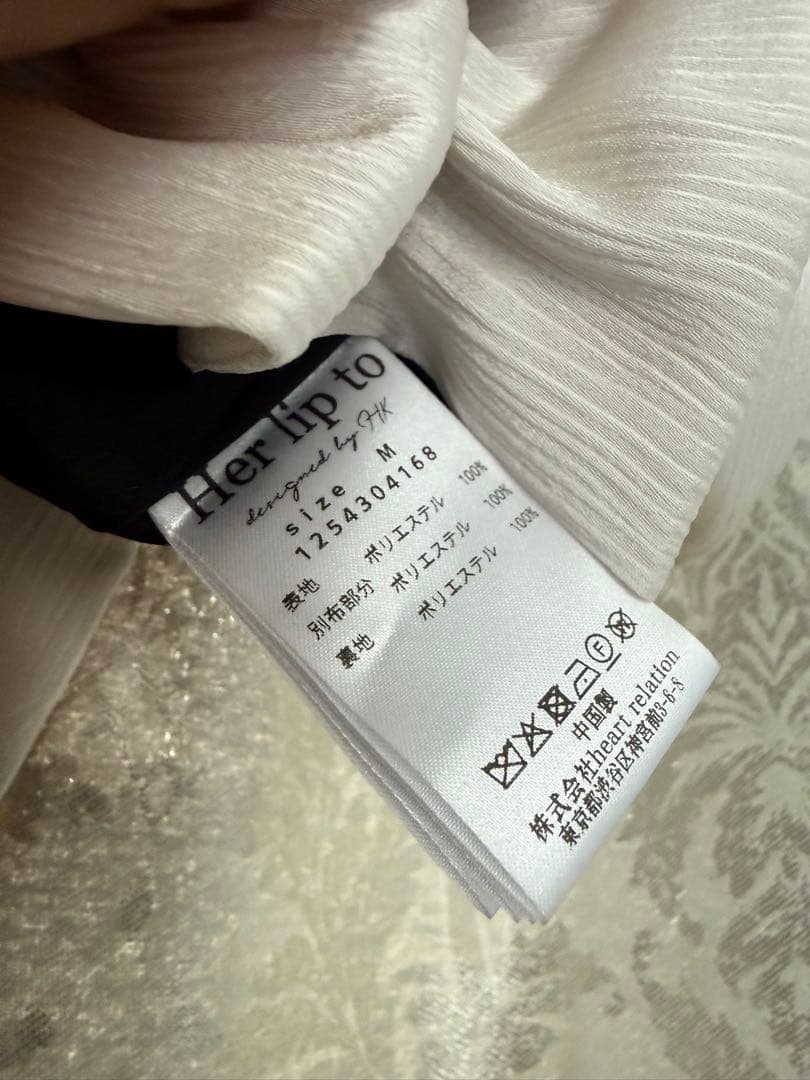 Her lip to
designed by HK
size M
1254304168
表地 ポリエステル 100%
別布部分 ポリエステル 100%
裏地 ポリエステル 100%
F
中国製
株式会社heart relation
東京都渋谷区神宮前3-6-8